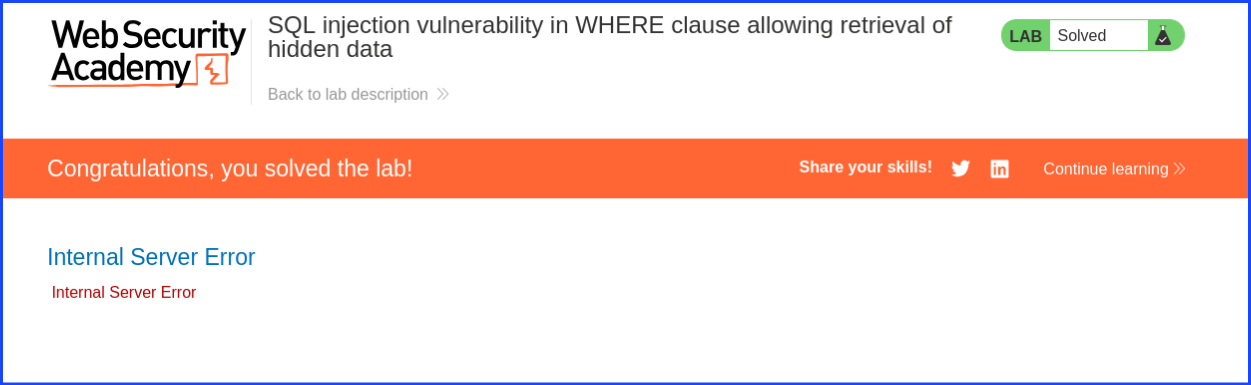 Web Security
Academy
SQL injection vulnerability in WHERE clause allowing retrieval of
hidden data
Back to lab description
LAB Solved
Congratulations, you solved the lab!
Share your skills!
Continue learning
Internal Server Error
Internal Server Error